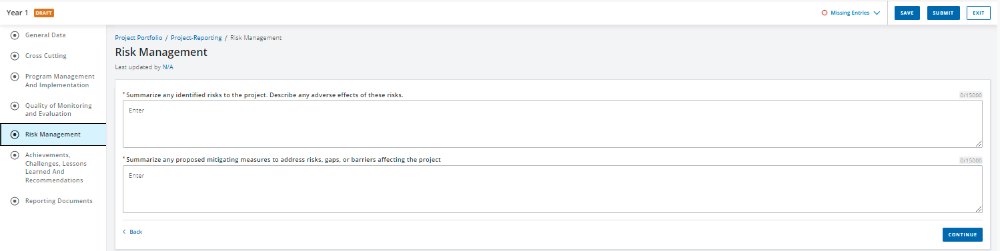 Year 1 DRAFT
Missing Entries
SAVE
SUBMIT
EXIT
General Data
Cross Cutting
Program Management
And Implementation
Quality of Monitoring
and Evaluation
Risk Management
Achievements,
Challenges, Lessons
Learned And
Recommendations
Reporting Documents
Project Portfolio / Project-Reporting / Risk Management
Risk Management
Last updated by N/A
* Summarize any identified risks to the project. Describe any adverse effects of these risks.
0/15000
Enter
* Summarize any proposed mitigating measures to address risks, gaps, or barriers affecting the project
0/15000
Enter
Back
CONTINUE